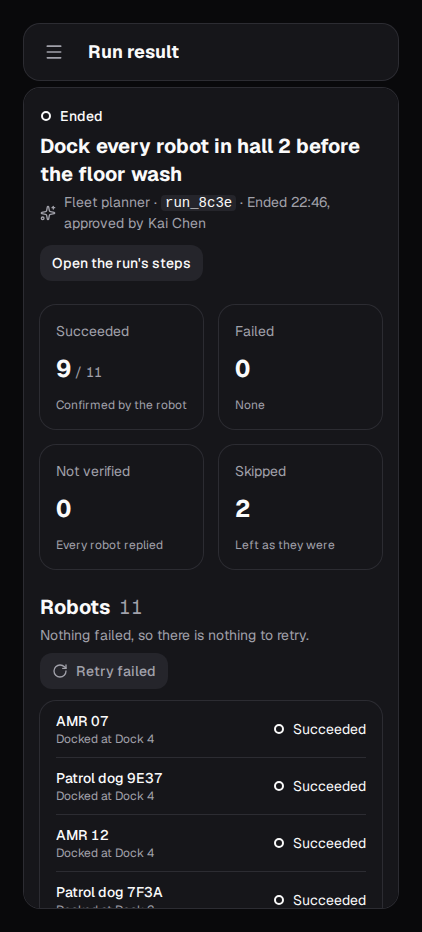 Run result
Ended
Dock every robot in hall 2 before
the floor wash
Fleet planner · run_8c3e · Ended 22:46,
approved by Kai Chen
Open the run's steps
Succeeded
9 / 11
Confirmed by the robot
Failed
0
None
Not verified
0
Every robot replied
Skipped
2
Left as they were
Robots 11
Nothing failed, so there is nothing to retry.
Retry failed
AMR 07
Docked at Dock 4
Succeeded
Patrol dog 9E37
Docked at Dock 4
Succeeded
AMR 12
Docked at Dock 4
Succeeded
Patrol dog 7F3A
Succeeded